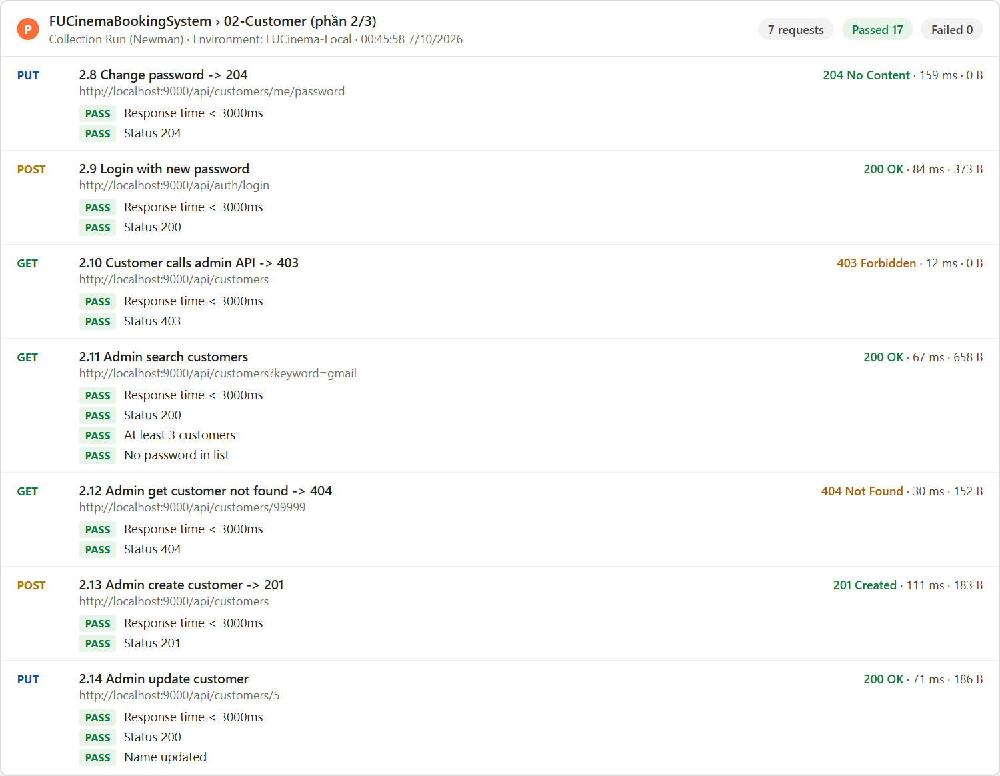 P
FUCinemaBookingSystem › 02-Customer (phần 2/3)
Collection Run (Newman) · Environment: FUCinema-Local · 00:45:58 7/10/2026
7 requests
Passed 17
Failed 0
PUT
2.8 Change password -> 204
204 No Content · 159 ms · 0 B
http://localhost:9000/api/customers/me/password
PASS Response time < 3000ms
PASS Status 204
POST
2.9 Login with new password
200 OK · 84 ms · 373 B
http://localhost:9000/api/auth/login
PASS Response time < 3000ms
PASS Status 200
GET
2.10 Customer calls admin API -> 403
403 Forbidden · 12 ms · 0 B
http://localhost:9000/api/customers
PASS Response time < 3000ms
PASS Status 403
GET
2.11 Admin search customers
200 OK · 67 ms · 658 B
http://localhost:9000/api/customers?keyword=gmail
PASS Response time < 3000ms
PASS Status 200
PASS At least 3 customers
PASS No password in list
GET
2.12 Admin get customer not found -> 404
404 Not Found · 30 ms · 152 B
http://localhost:9000/api/customers/99999
PASS Response time < 3000ms
PASS Status 404
POST
2.13 Admin create customer -> 201
201 Created · 111 ms · 183 B
http://localhost:9000/api/customers
PASS Response time < 3000ms
PASS Status 201
PUT
2.14 Admin update customer
200 OK · 71 ms · 186 B
http://localhost:9000/api/customers/5
PASS Response time < 3000ms
PASS Status 200
PASS Name updated